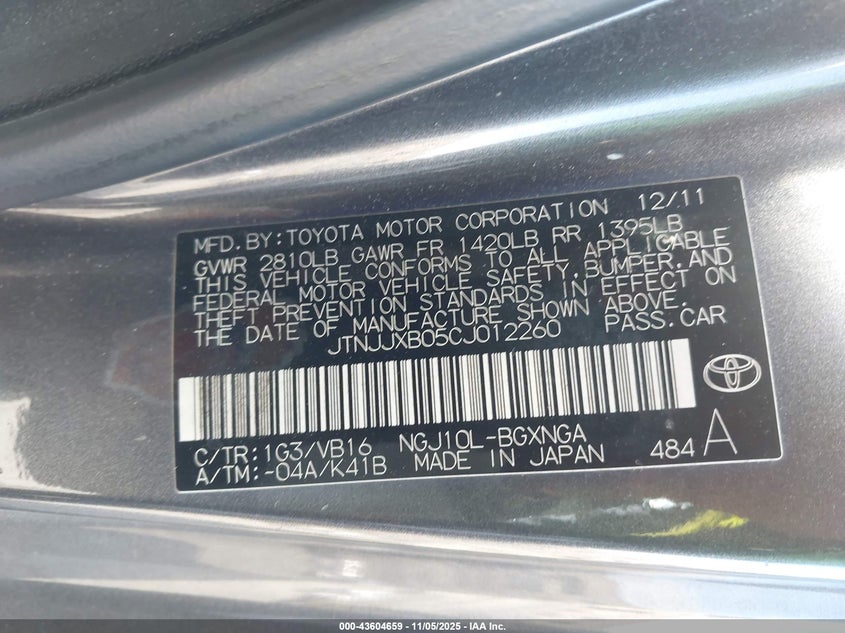 MFD. BY: TOYOTA MOTOR CORPORATION 12/11
GVWR 2810LB GAWR FR 1420LB RR 1395LB
THIS VEHICLE CONFORMS TO ALL APPLICABLE
FEDERAL MOTOR VEHICLE SAFETY, BUMPER, AND
THEFT PREVENTION STANDARDS IN EFFECT ON
THE DATE OF MANUFACTURE SHOWN ABOVE.
JTNJJXB05CJ012260 PASS. CAR
C/TR: 1G3/VB16 NGJ10L-BGXNGA
A/TM: -04A/K41B MADE IN JAPAN 484 A
000-43604659 - 11/05/2025 - IAA Inc.